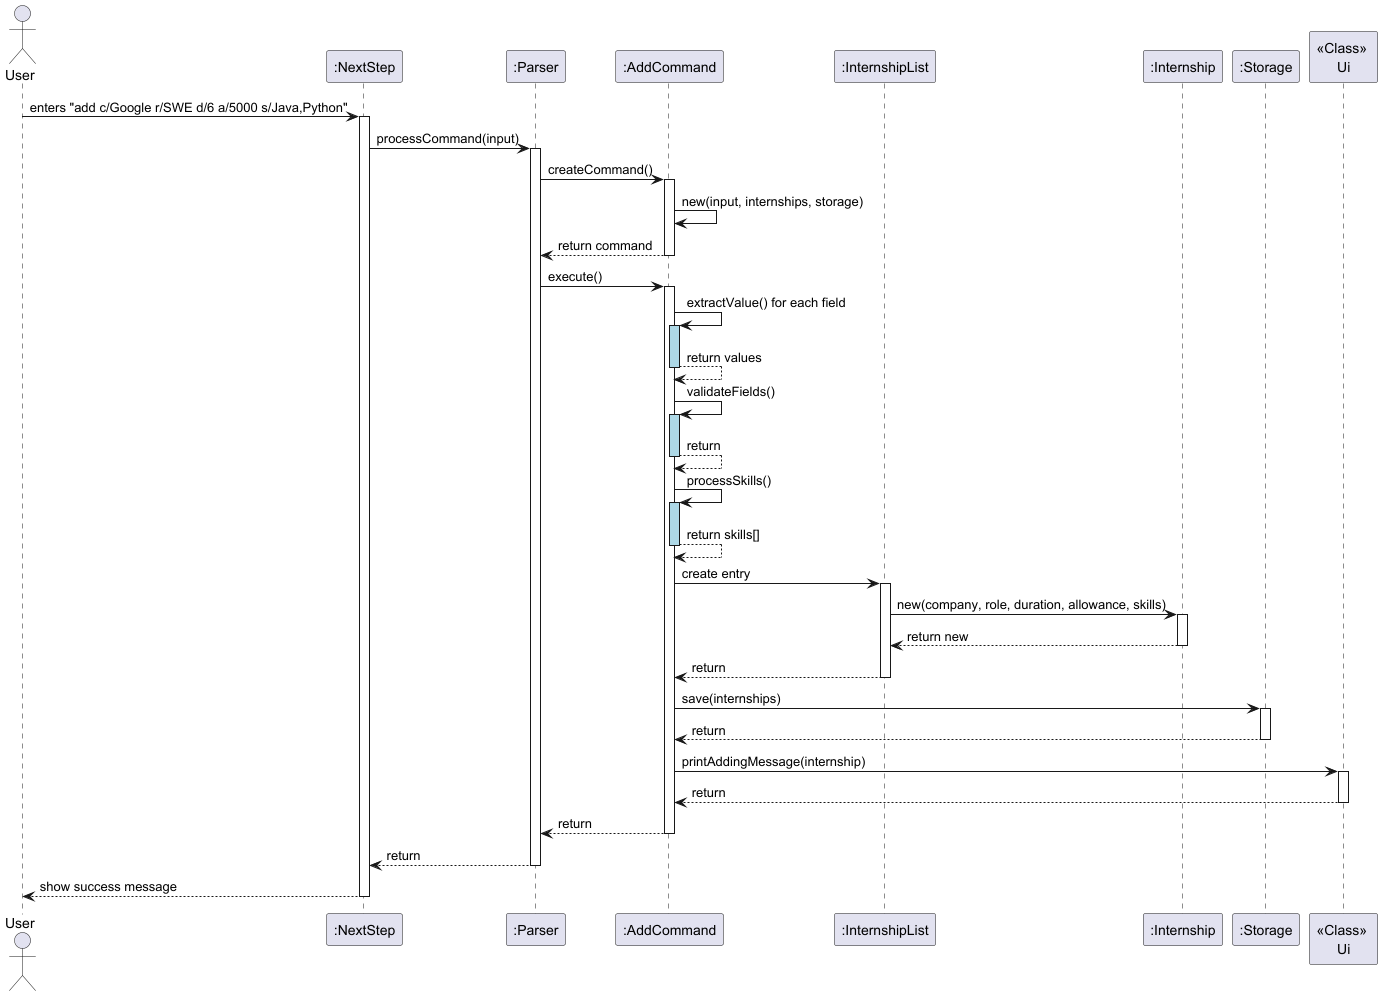 User
:NextStep
:Parser
:AddCommand
:InternshipList
:Internship
:Storage
«Class»
Ui
enters "add c/Google r/SWE d/6 a/5000 s/Java,Python"
processCommand(input)
createCommand()
new(input, internships, storage)
return command
execute()
extractValue() for each field
return values
validateFields()
return
processSkills()
return skills[]
create entry
new(company, role, duration, allowance, skills)
return new
return
save(internships)
return
printAddingMessage(internship)
return
return
return
show success message
User
:NextStep
:Parser
:AddCommand
:InternshipList
:Internship
:Storage
«Class»
Ui